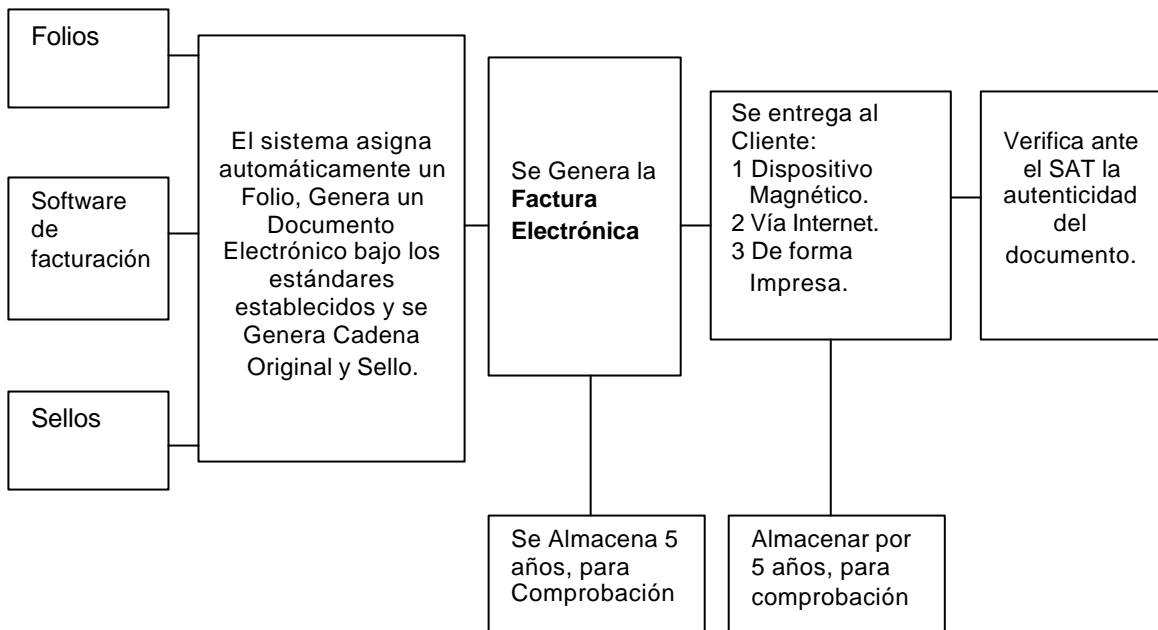 Folios
Software
de
facturación
Sellos
El sistema asigna
automáticamente un
Folio, Genera un
Documento
Electrónico bajo los
estándares
establecidos y se
Genera Cadena
Original y Sello.
Se Genera la
Factura
Electrónica
Se entrega al
Cliente:
1 Dispositivo
Magnético.
2 Vía Internet.
3 De forma
Impresa.
Verifica ante
el SAT la
autenticidad
del
documento.
Se Almacena 5
años, para
Comprobación
Almacenar por
5 años, para
comprobación